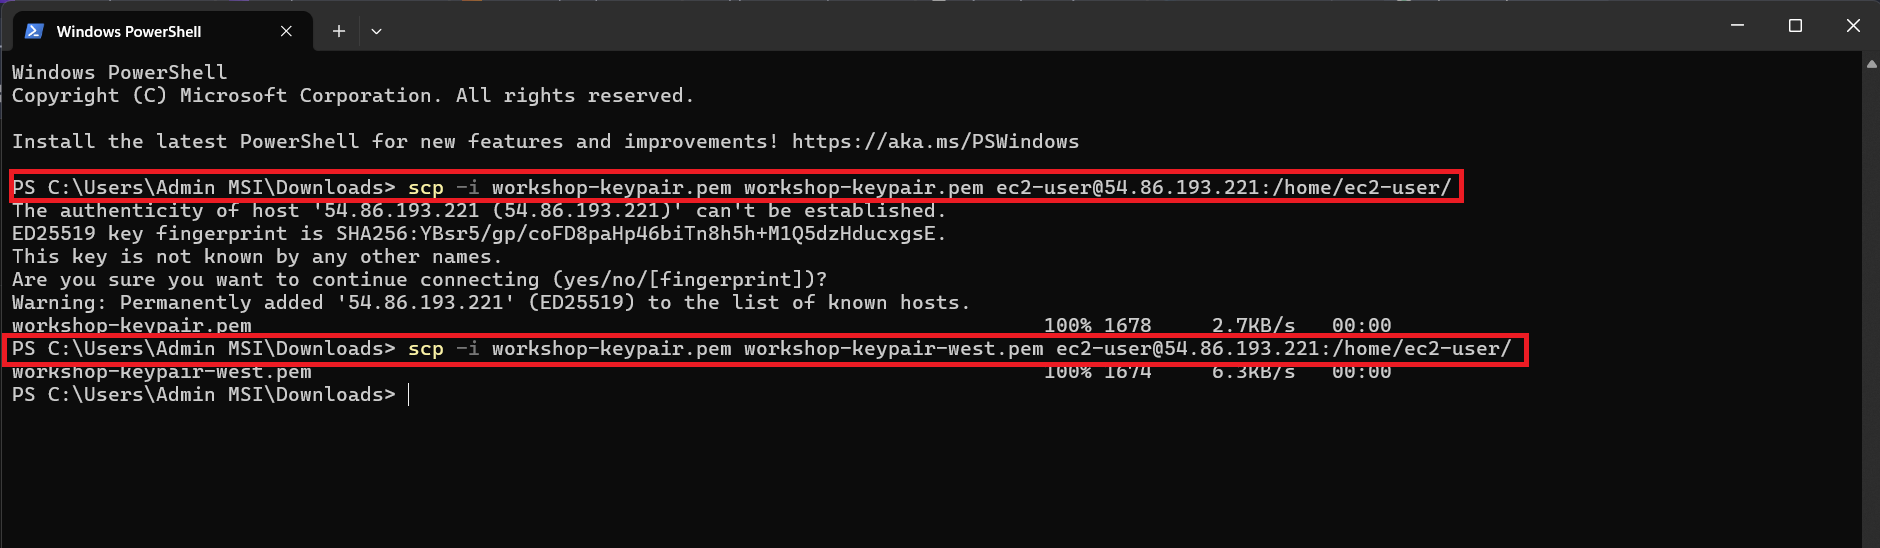 Windows PowerShell
Windows PowerShell
Copyright (C) Microsoft Corporation. All rights reserved.
Install the latest PowerShell for new features and improvements! https://aka.ms/PSWindows
PS C:\Users\Admin MSI\Downloads> scp -i workshop-keypair.pem workshop-keypair.pem ec2-user@54.86.193.221:/home/ec2-user/
The authenticity of host '54.86.193.221 (54.86.193.221)' can't be established.
ED25519 key fingerprint is SHA256:YBsr5/gp/coFD8paHp46biTn8h5h+M1Q5dzHducxgsE.
This key is not known by any other names.
Are you sure you want to continue connecting (yes/no/[fingerprint])?
Warning: Permanently added '54.86.193.221' (ED25519) to the list of known hosts.
workshop-keypair.pem 100% 1678 2.7KB/s 00:00
PS C:\Users\Admin MSI\Downloads> scp -i workshop-keypair.pem workshop-keypair-west.pem ec2-user@54.86.193.221:/home/ec2-user/
workshop-keypair-west.pem 100% 1674 6.3KB/s 00:00
PS C:\Users\Admin MSI\Downloads>